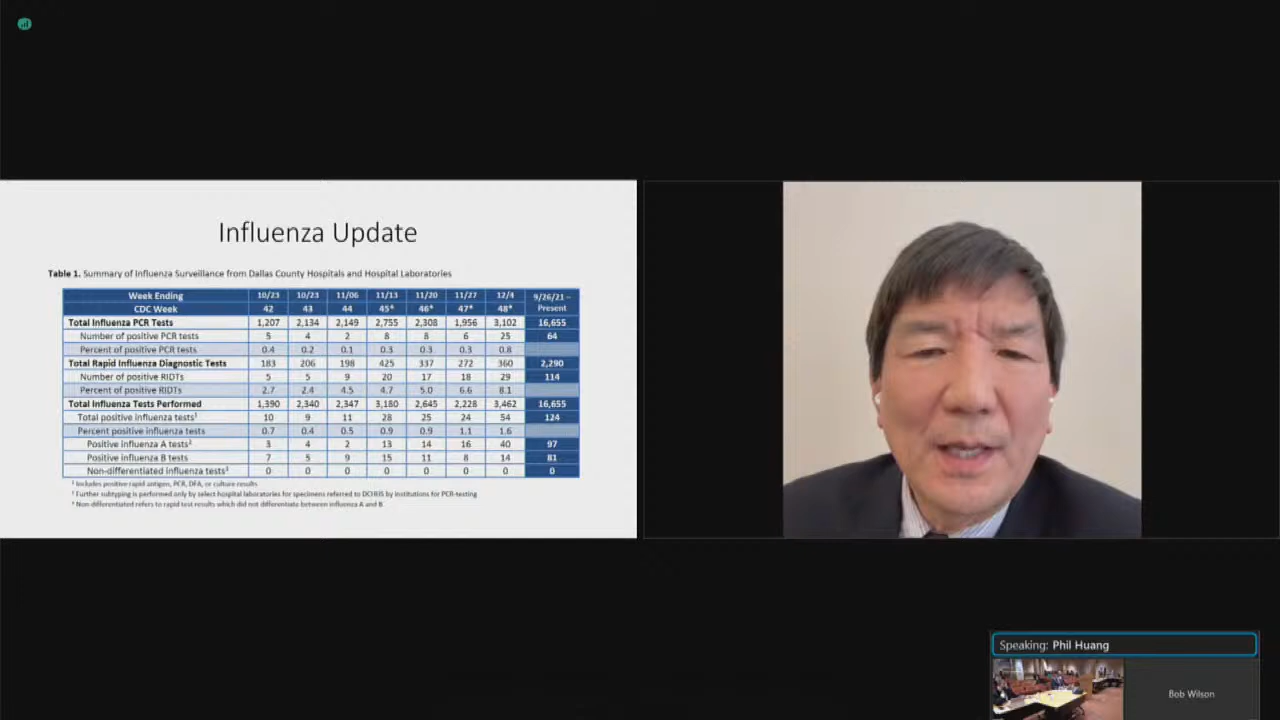 Influenza Update
Table 1. Summary of Influenza Surveillance from Dallas County Hospitals and Hospital Laboratories
Week Ending 10/23 10/23 11/06 11/13 11/20 11/27 12/4 9/26/21 – Present
CDC Week 42 43 44 45* 46* 47* 48*
Total Influenza PCR Tests 1,207 2,134 2,149 2,755 2,308 1,956 3,102 16,655
Number of positive PCR tests 5 4 2 8 8 6 25 64
Percent of positive PCR tests 0.4 0.2 0.1 0.3 0.3 0.3 0.8
Total Rapid Influenza Diagnostic Tests 183 206 198 425 337 272 360 2,290
Number of positive RIDTs 5 5 9 20 17 18 29 114
Percent of positive RIDTs 2.7 2.4 4.5 4.7 5.0 6.6 8.1
Total Influenza Tests Performed 1,390 2,340 2,347 3,180 2,645 2,228 3,462 16,655
Total positive influenza tests¹ 10 9 11 28 25 24 54 124
Percent positive influenza tests 0.7 0.4 0.5 0.9 0.9 1.1 1.6
Positive influenza A tests² 3 4 2 13 14 16 40 97
Positive influenza B tests 7 5 9 15 11 8 14 81
Non-differentiated influenza tests³ 0 0 0 0 0 0 0 0
Includes positive rapid antigen, PCR, DFA, or culture results
Further subtyping is performed only by select hospital laboratories for specimens referred to DCHHS by institutions for PCR-testing
Non-differentiated refers to rapid test results which did not differentiate between influenza A and B
Speaking: Phil Huang
Bob Wilson